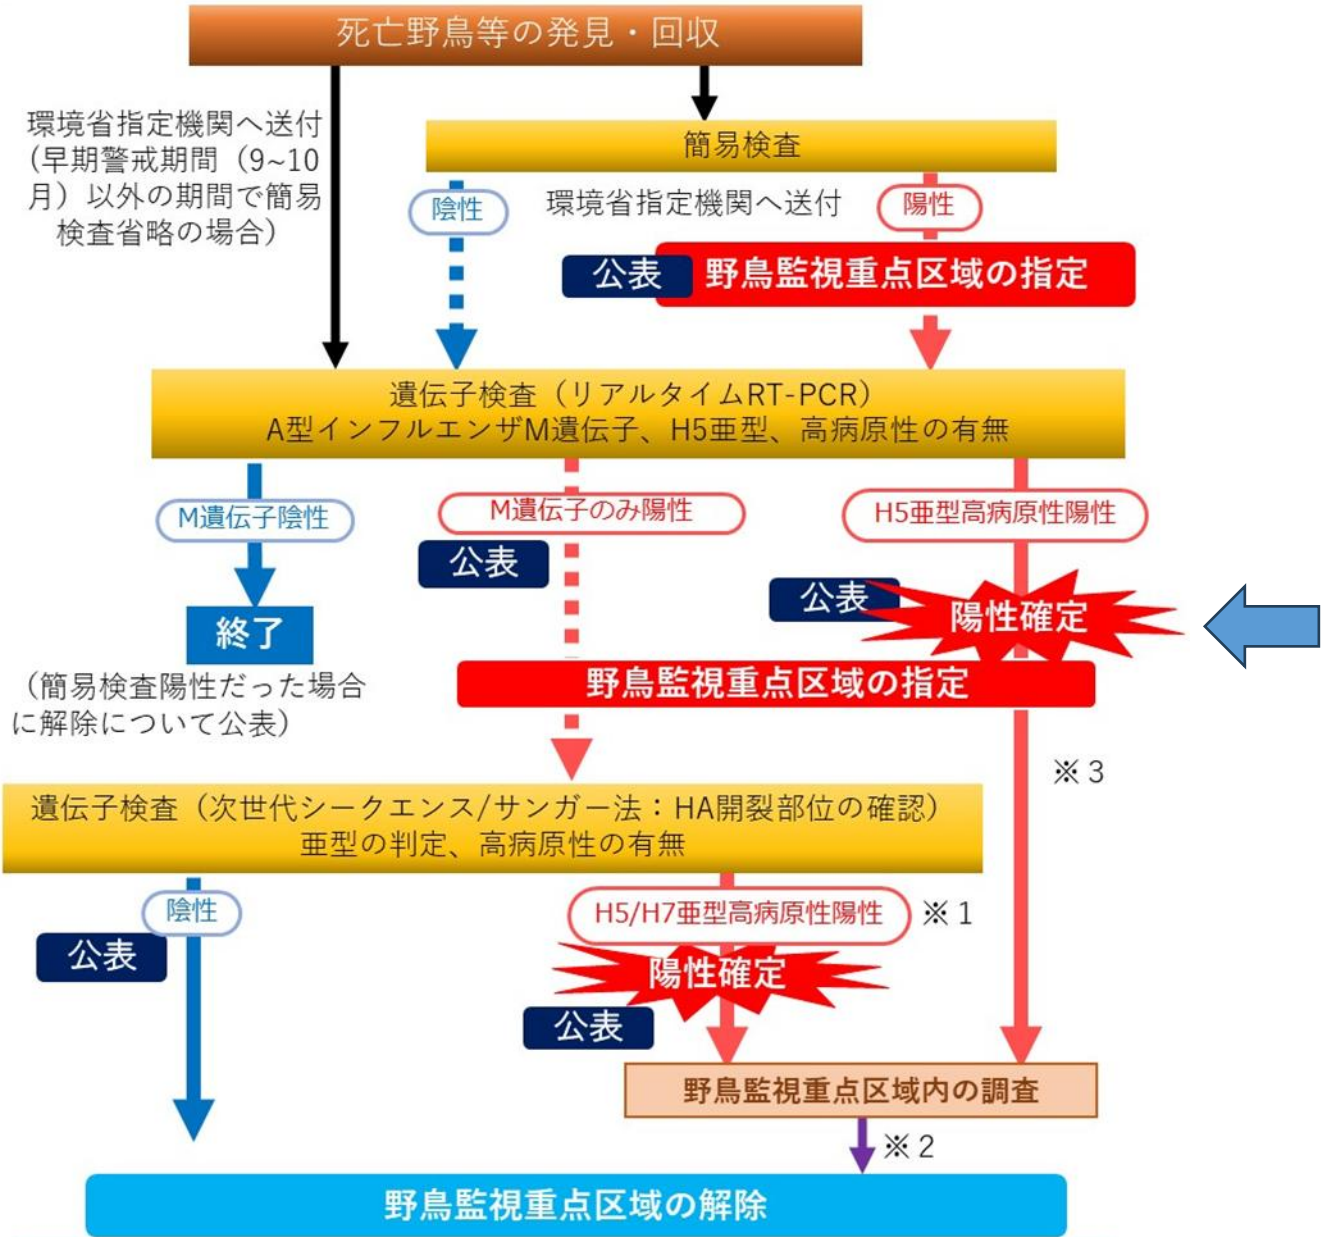 死亡野鳥等の発見・回収
環境省指定機関へ送付
(早期警戒期間（9~10
月）以外の期間で簡易
検査省略の場合)
簡易検査
陰性
環境省指定機関へ送付
陽性
公表
野鳥監視重点区域の指定
遺伝子検査（リアルタイムRT-PCR）
A型インフルエンザM遺伝子、H5亜型、高病原性の有無
M遺伝子陰性
M遺伝子のみ陽性
H5亜型高病原性陽性
公表
公表
陽性確定
終了
（簡易検査陽性だった場合
に解除について公表）
野鳥監視重点区域の指定
※３
遺伝子検査（次世代シークエンス/サンガー法：HA開裂部位の確認）
亜型の判定、高病原性の有無
陰性
公表
H5/H7亜型高病原性陽性
※１
陽性確定
公表
野鳥監視重点区域内の調査
※２
野鳥監視重点区域の解除